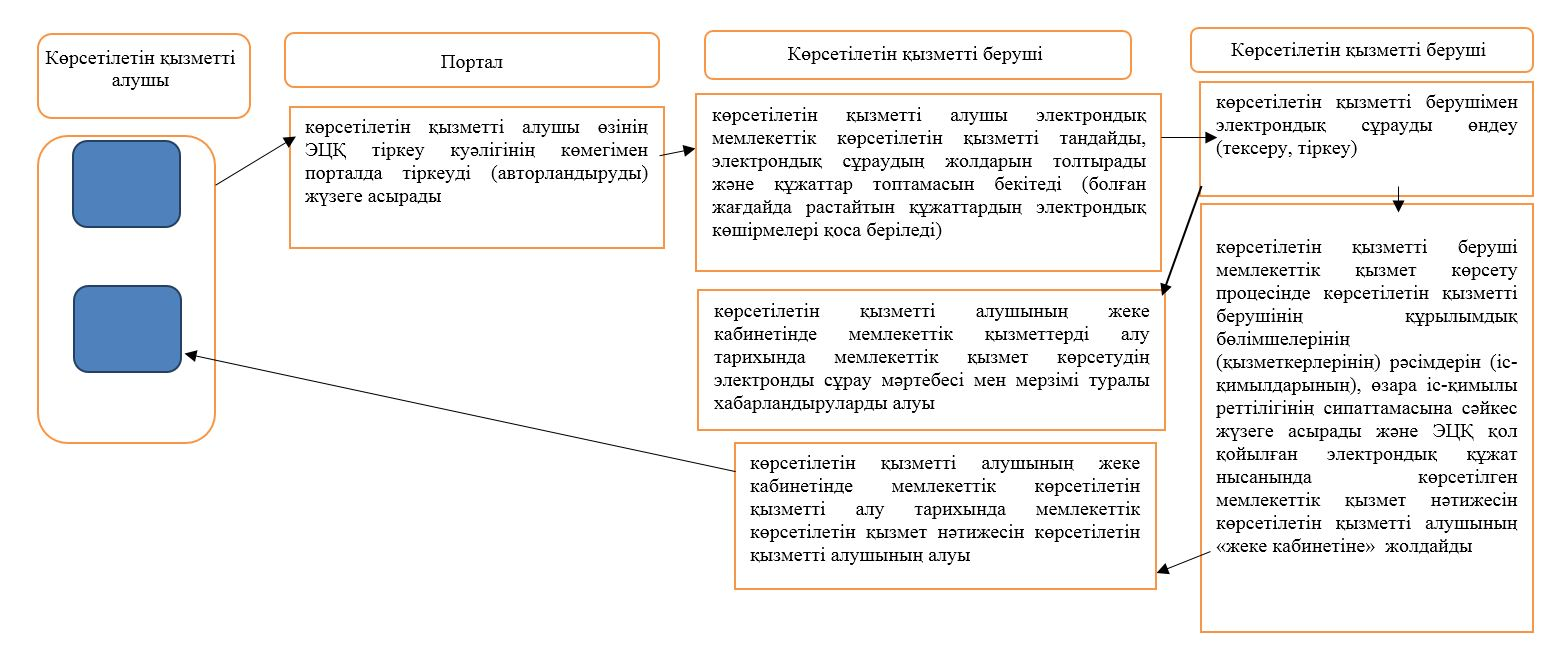 Көрсетілетін қызметті
алушы
Портал
Көрсетілетін қызметті беруші
Көрсетілетін қызметті беруші
көрсетілетін қызметті алушы өзінің
ЭЦҚ тіркеу куәлігінің көмегімен
порталда тіркеуді (авторландыруды)
жүзеге асырады
көрсетілетін қызметті алушы электрондық
мемлекеттік көрсетілетін қызметті тандайды,
электрондық сұраудың жолдарын толтырады
және құжаттар топтамасын бекітеді (болған
жағдайда растайтын құжаттардың электрондық
көшірмелері қоса беріледі)
көрсетілетін қызметті берушімен
электрондық сұрауды өндеу
(тексеру, тіркеу)
көрсетілетін қызметті алушының жеке
кабинетінде мемлекеттік қызметтерді алу
тарихында мемлекеттік қызмет көрсетудің
электронды сұрау мәртебесі мен мерзімі туралы
хабарландыруларды алуы
көрсетілетін қызметті беруші
мемлекеттік қызмет көрсету
процесінде көрсетілетін қызметті
берушінің құрылымдық
бөлімшелерінің
(қызметкерлерінің) рәсімдерін (іс-
қимылдарының), өзара іс-қимылы
реттілігінің сипаттамасына сәйкес
жүзеге асырады және ЭЦҚ қол
қойылған электрондық құжат
нысанында көрсетілген
мемлекеттік қызмет нәтижесін
көрсетілетін қызметті алушының
«жеке кабинетіне» жолдайды
көрсетілетін қызметті алушының жеке
кабинетінде мемлекеттік көрсетілетін
қызметті алу тарихында мемлекеттік
көрсетілетін қызмет нәтижесін көрсетілетін
қызметті алушының алуы